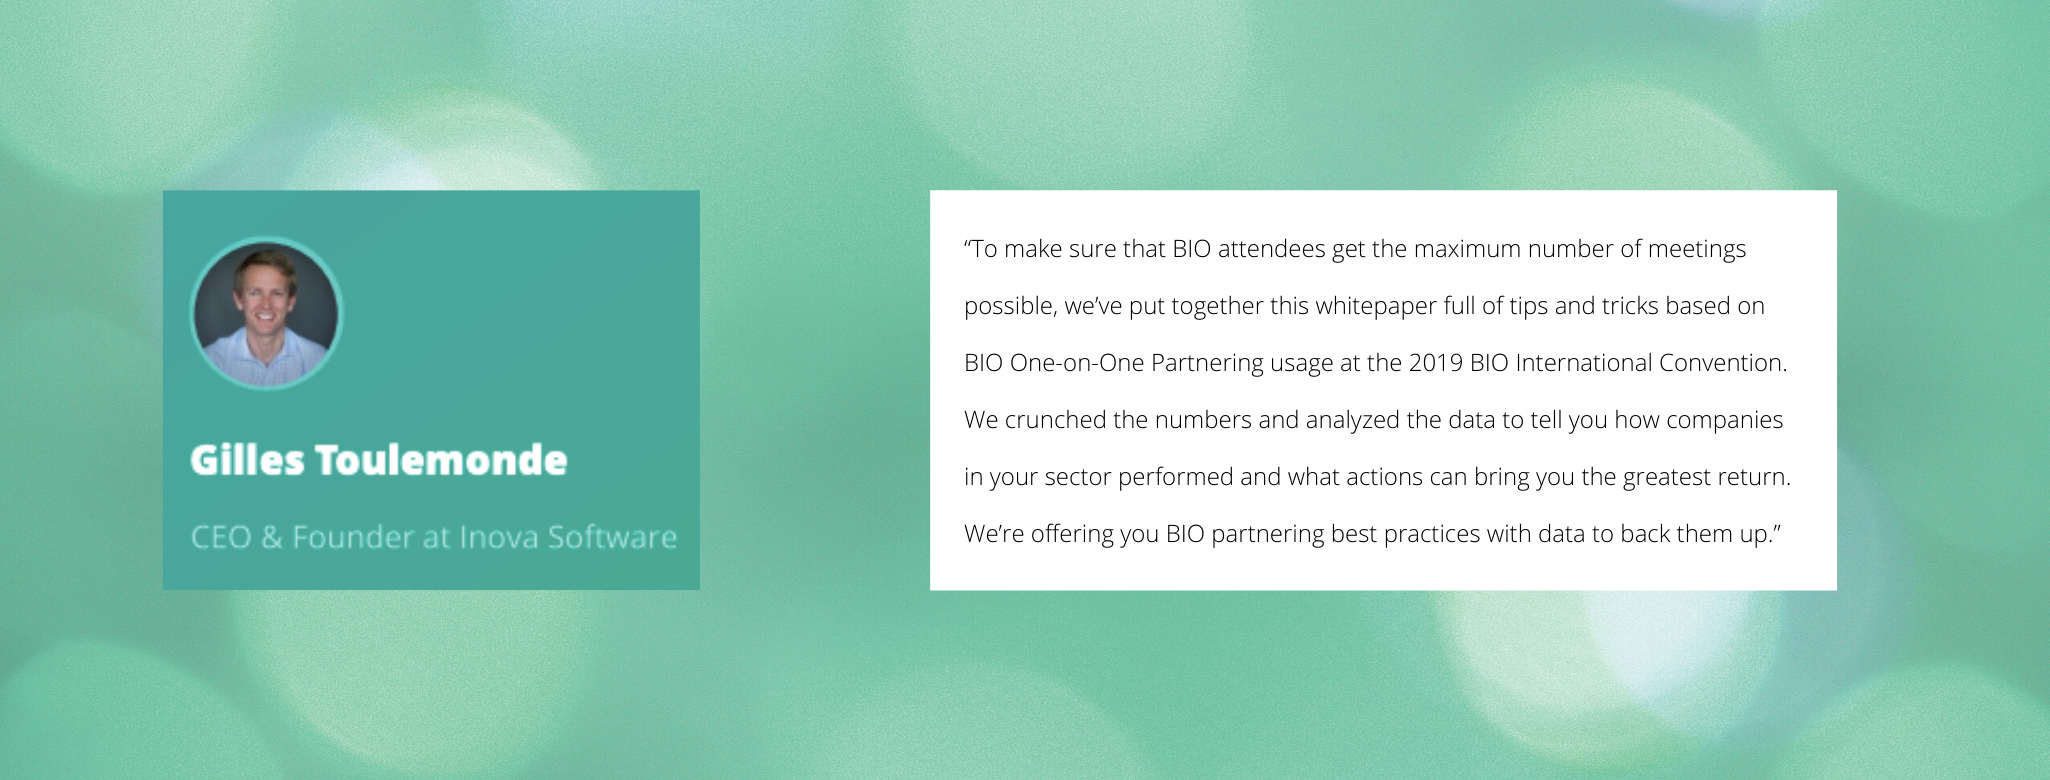 Gilles Toulemonde
CEO & Founder at Inova Software
“To make sure that BIO attendees get the maximum number of meetings
possible, we’ve put together this whitepaper full of tips and tricks based on
BIO One-on-One Partnering usage at the 2019 BIO International Convention.
We crunched the numbers and analyzed the data to tell you how companies
in your sector performed and what actions can bring you the greatest return.
We’re offering you BIO partnering best practices with data to back them up.”